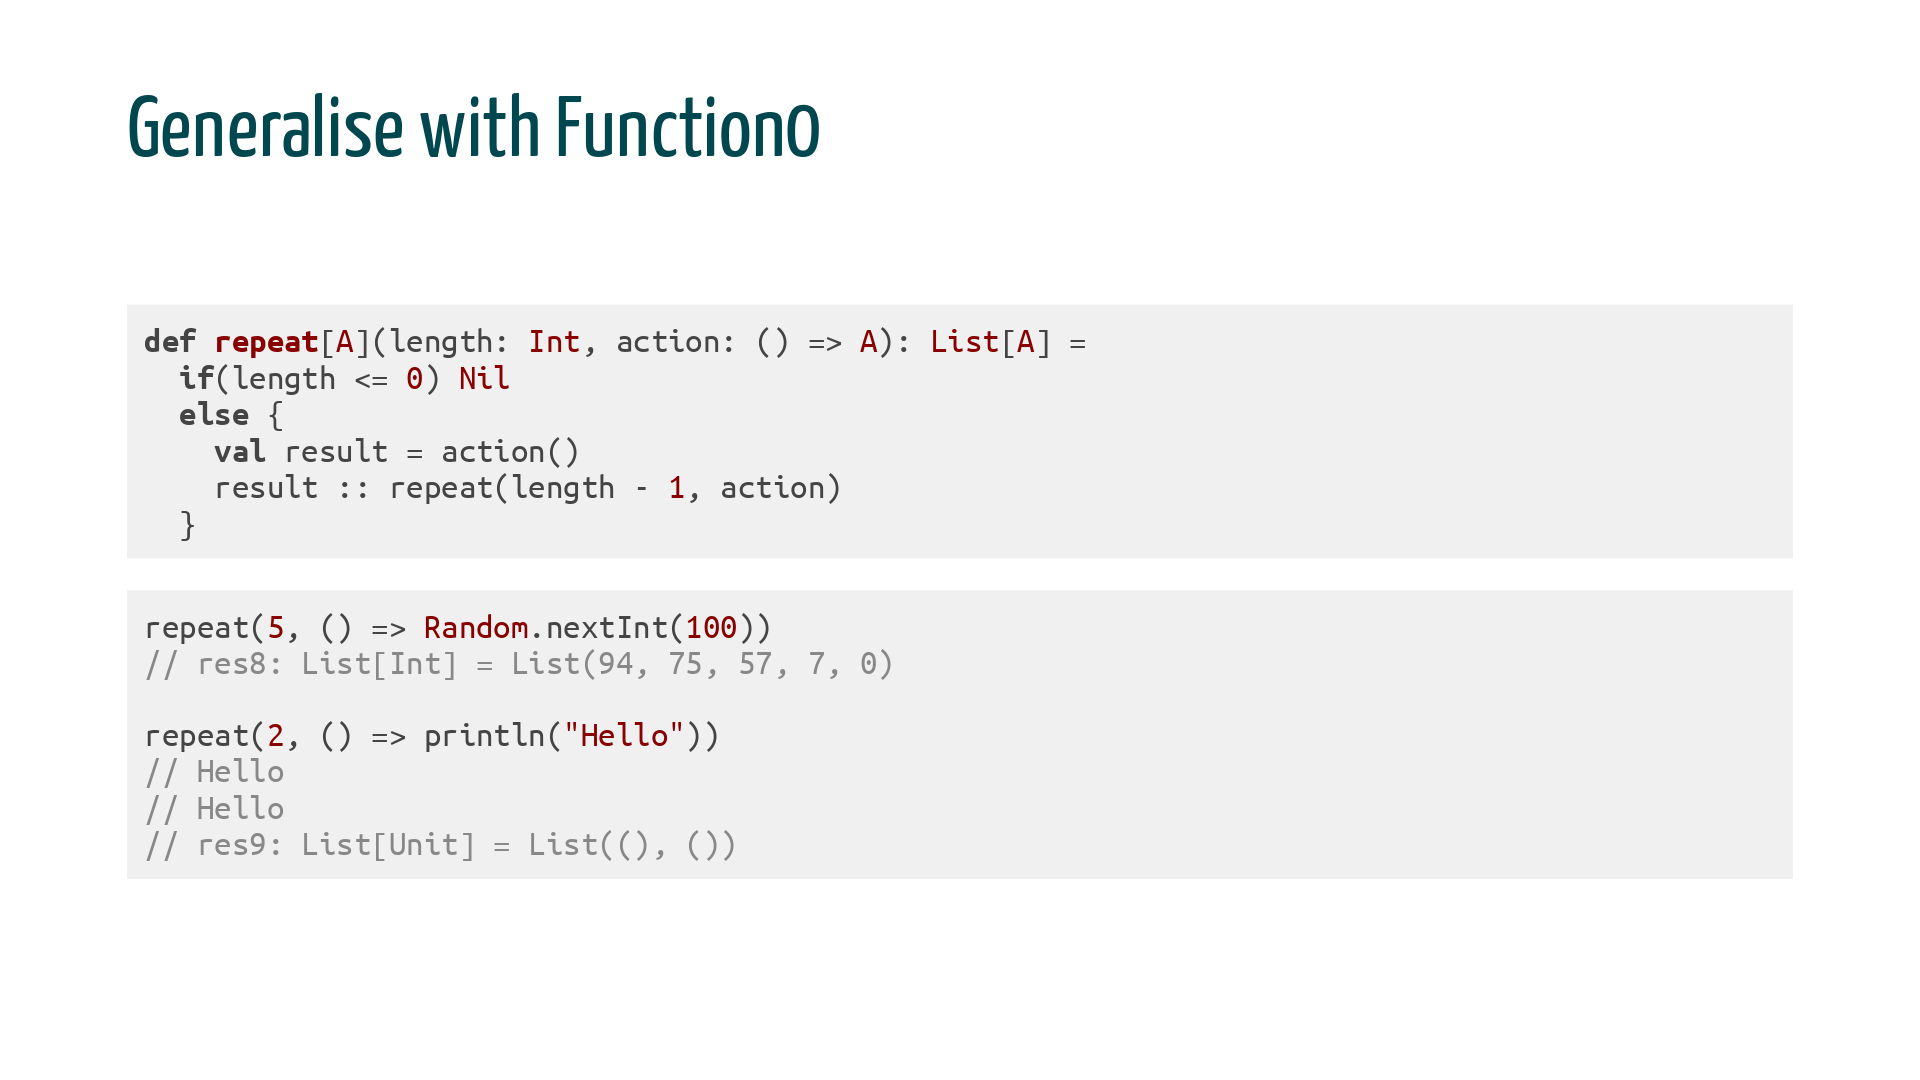 Generalise with Function0
def repeat[A](length: Int, action: () => A): List[A] =
  if(length <= 0) Nil
  else {
    val result = action()
    result :: repeat(length - 1, action)
  }
repeat(5, () => Random.nextInt(100))
// res8: List[Int] = List(94, 75, 57, 7, 0)
repeat(2, () => println("Hello"))
// Hello
// Hello
// res9: List[Unit] = List((), ())